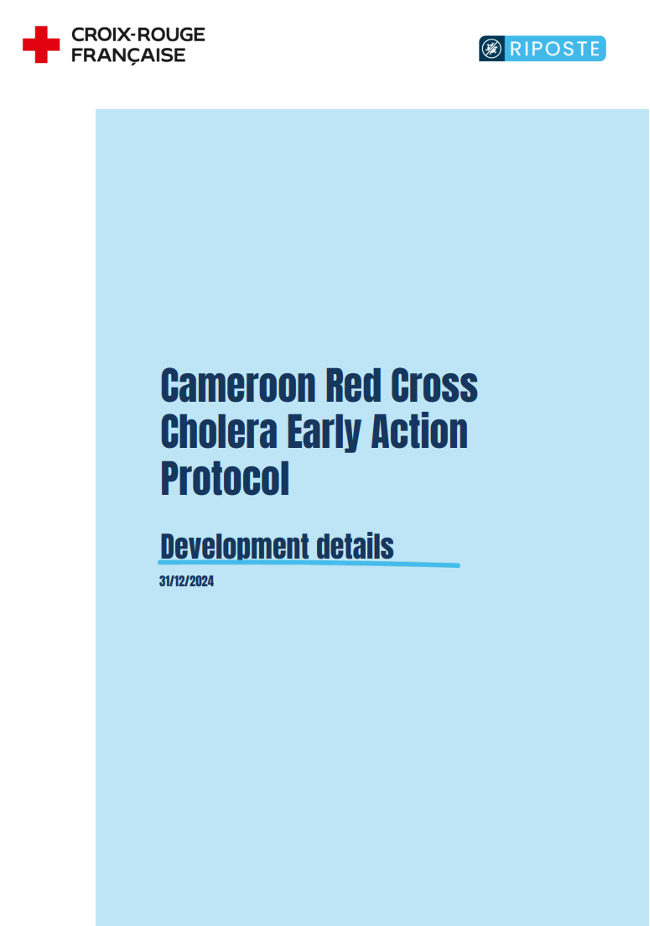 CROIX-ROUGE
FRANÇAISE
RIPOSTE
Cameroon Red Cross
Cholera Early Action
Protocol
Development details
31/12/2024